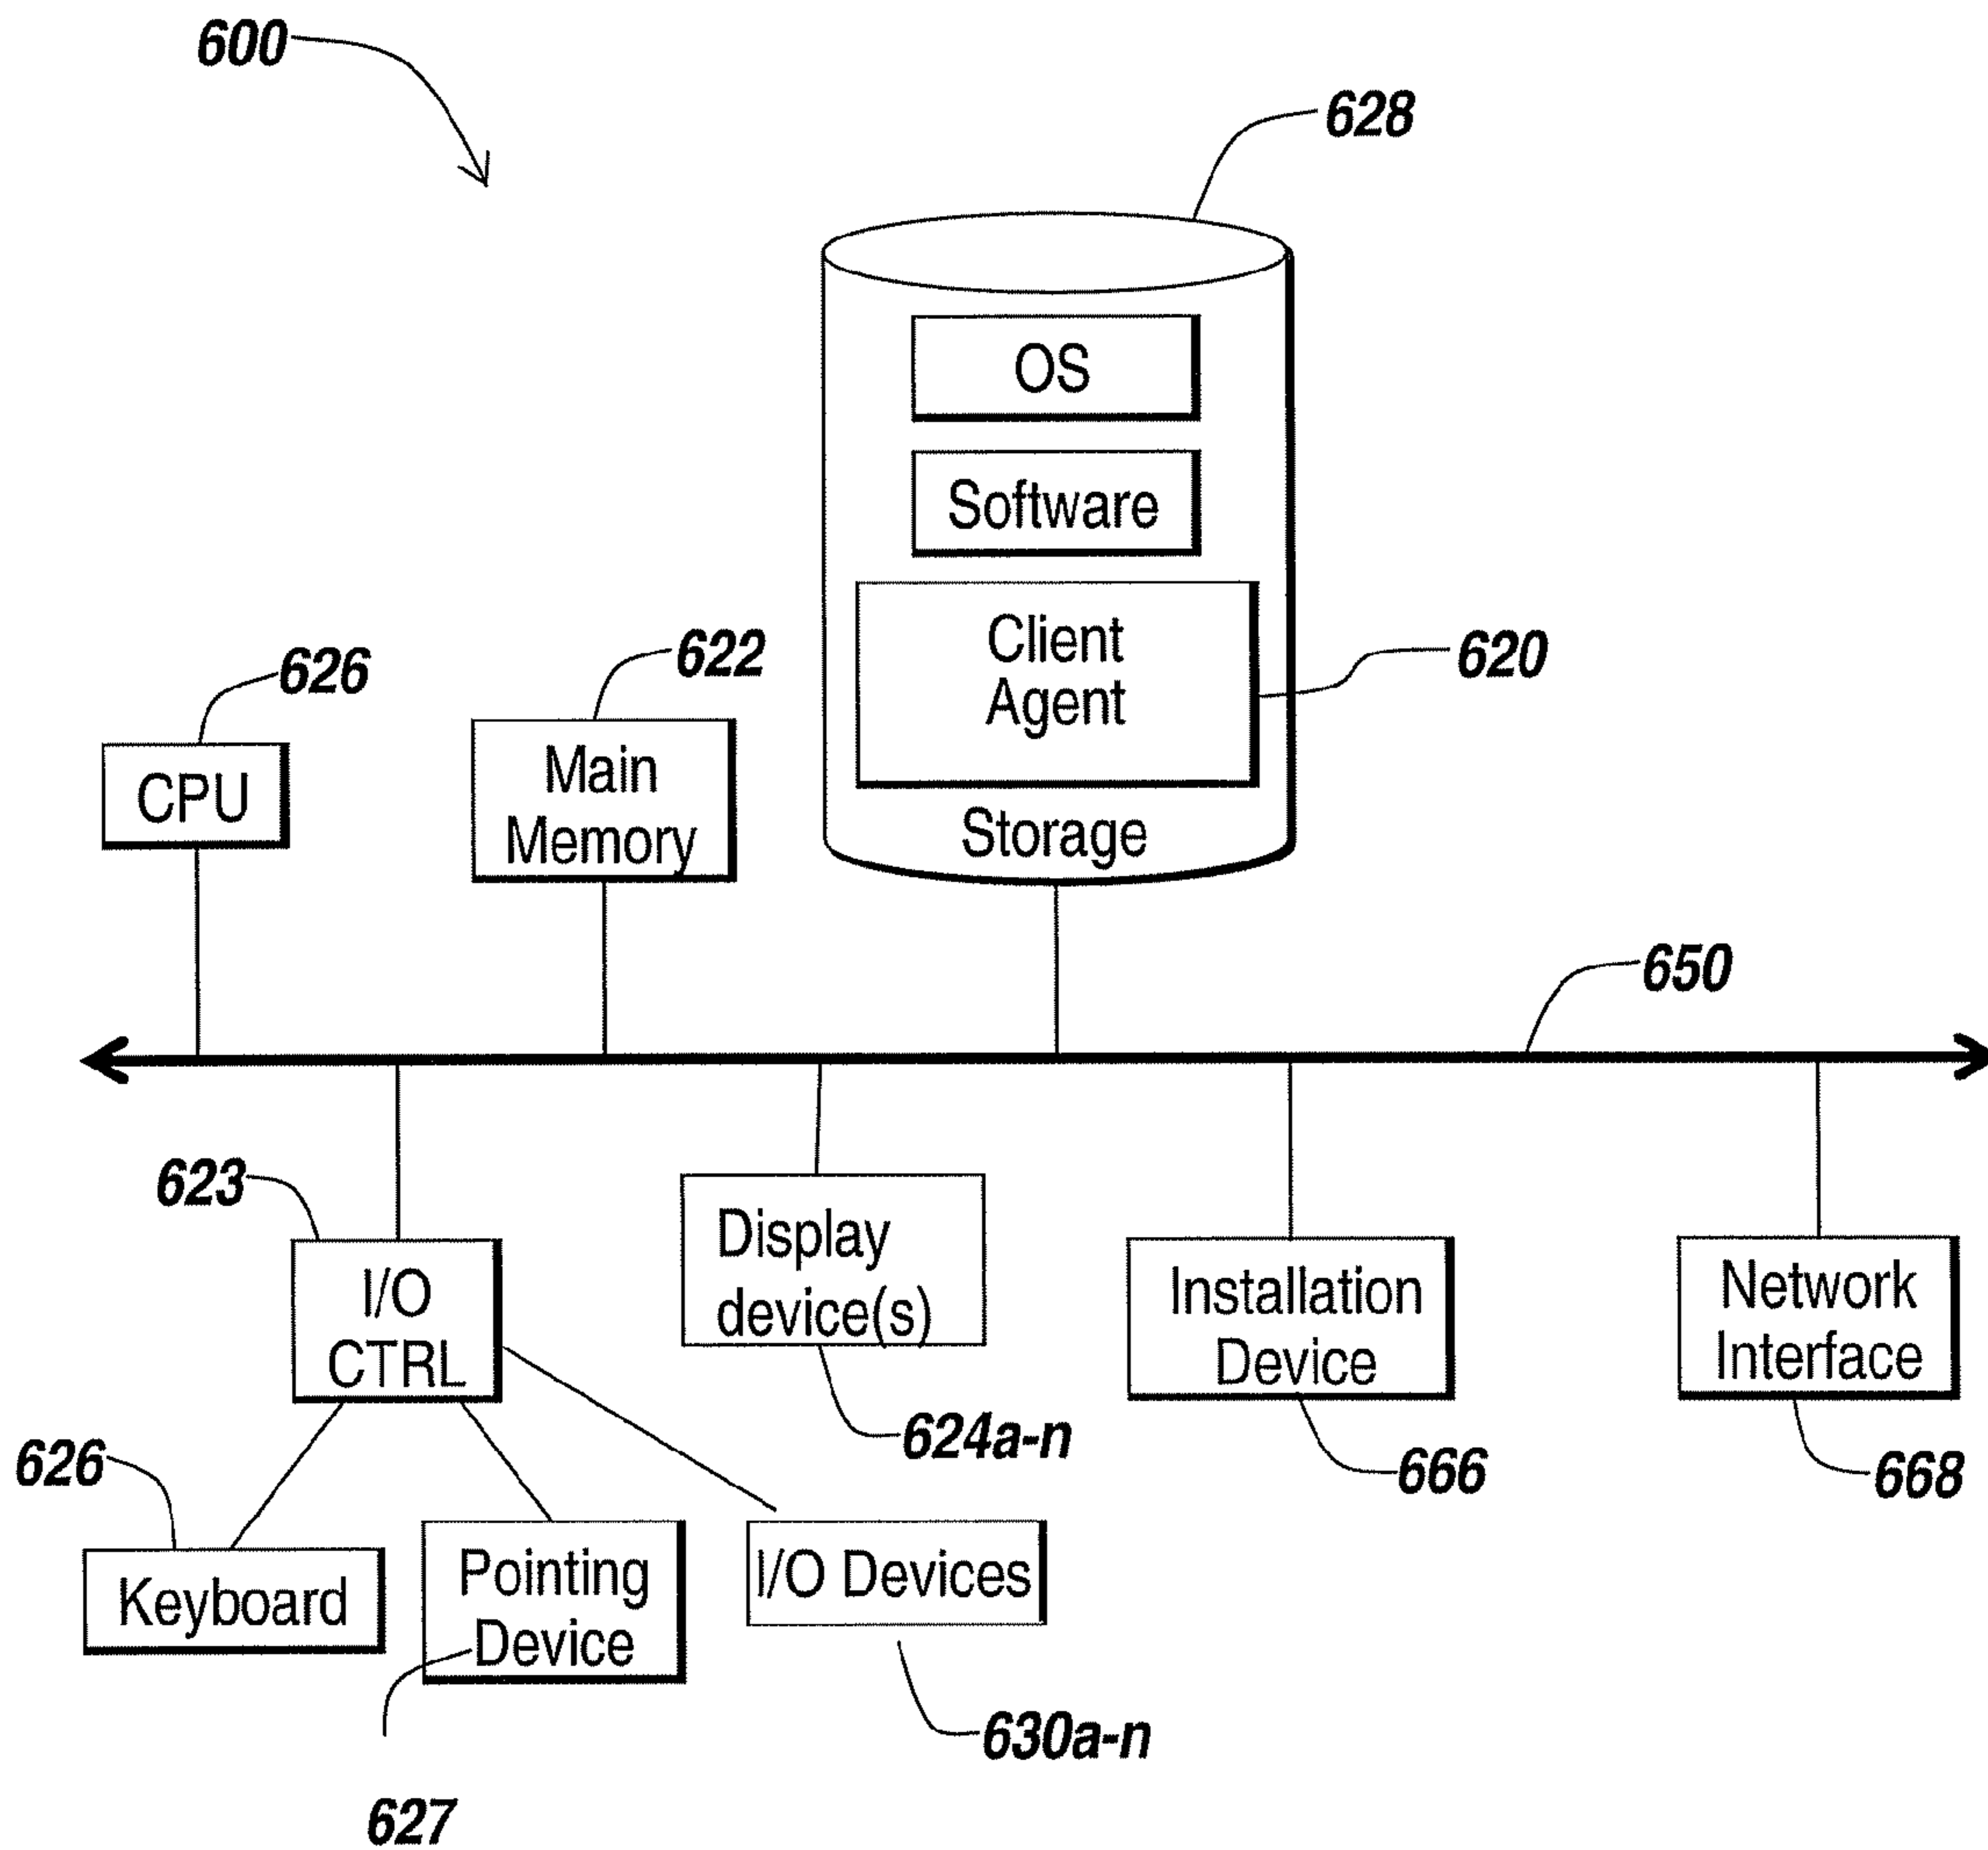 600
628
OS
Software
Client
Agent
620
Storage
626
CPU
622
Main
Memory
650
623
I/O
CTRL
Display
device(s)
624a-n
Installation
Device
666
Network
Interface
668
626
Keyboard
Pointing
Device
627
I/O Devices
630a-n